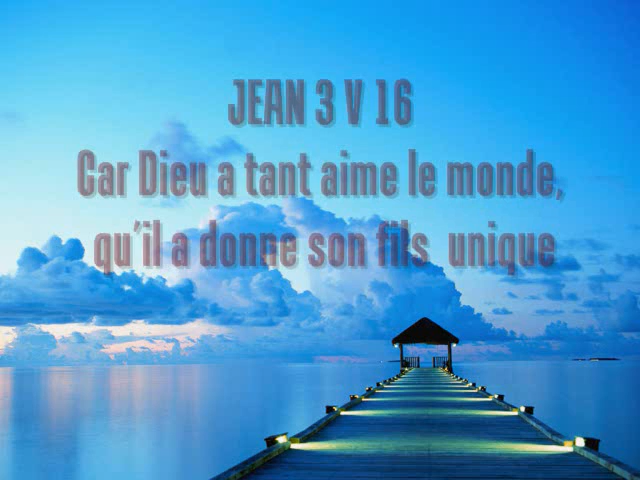 JEAN 3 V 16
Car Dieu a tant aime le monde,
qu'il a donne son fils unique